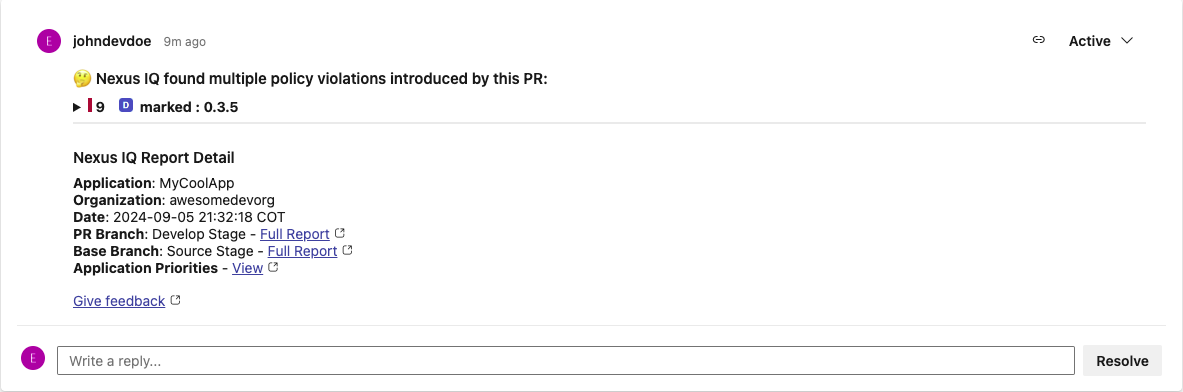 E johndevdoe 9m ago Active
🤔 Nexus IQ found multiple policy violations introduced by this PR:
▶ 9 D marked : 0.3.5
Nexus IQ Report Detail
Application: MyCoolApp
Organization: awesomedevorg
Date: 2024-09-05 21:32:18 COT
PR Branch: Develop Stage - Full Report
Base Branch: Source Stage - Full Report
Application Priorities - View
Give feedback
E Write a reply... Resolve